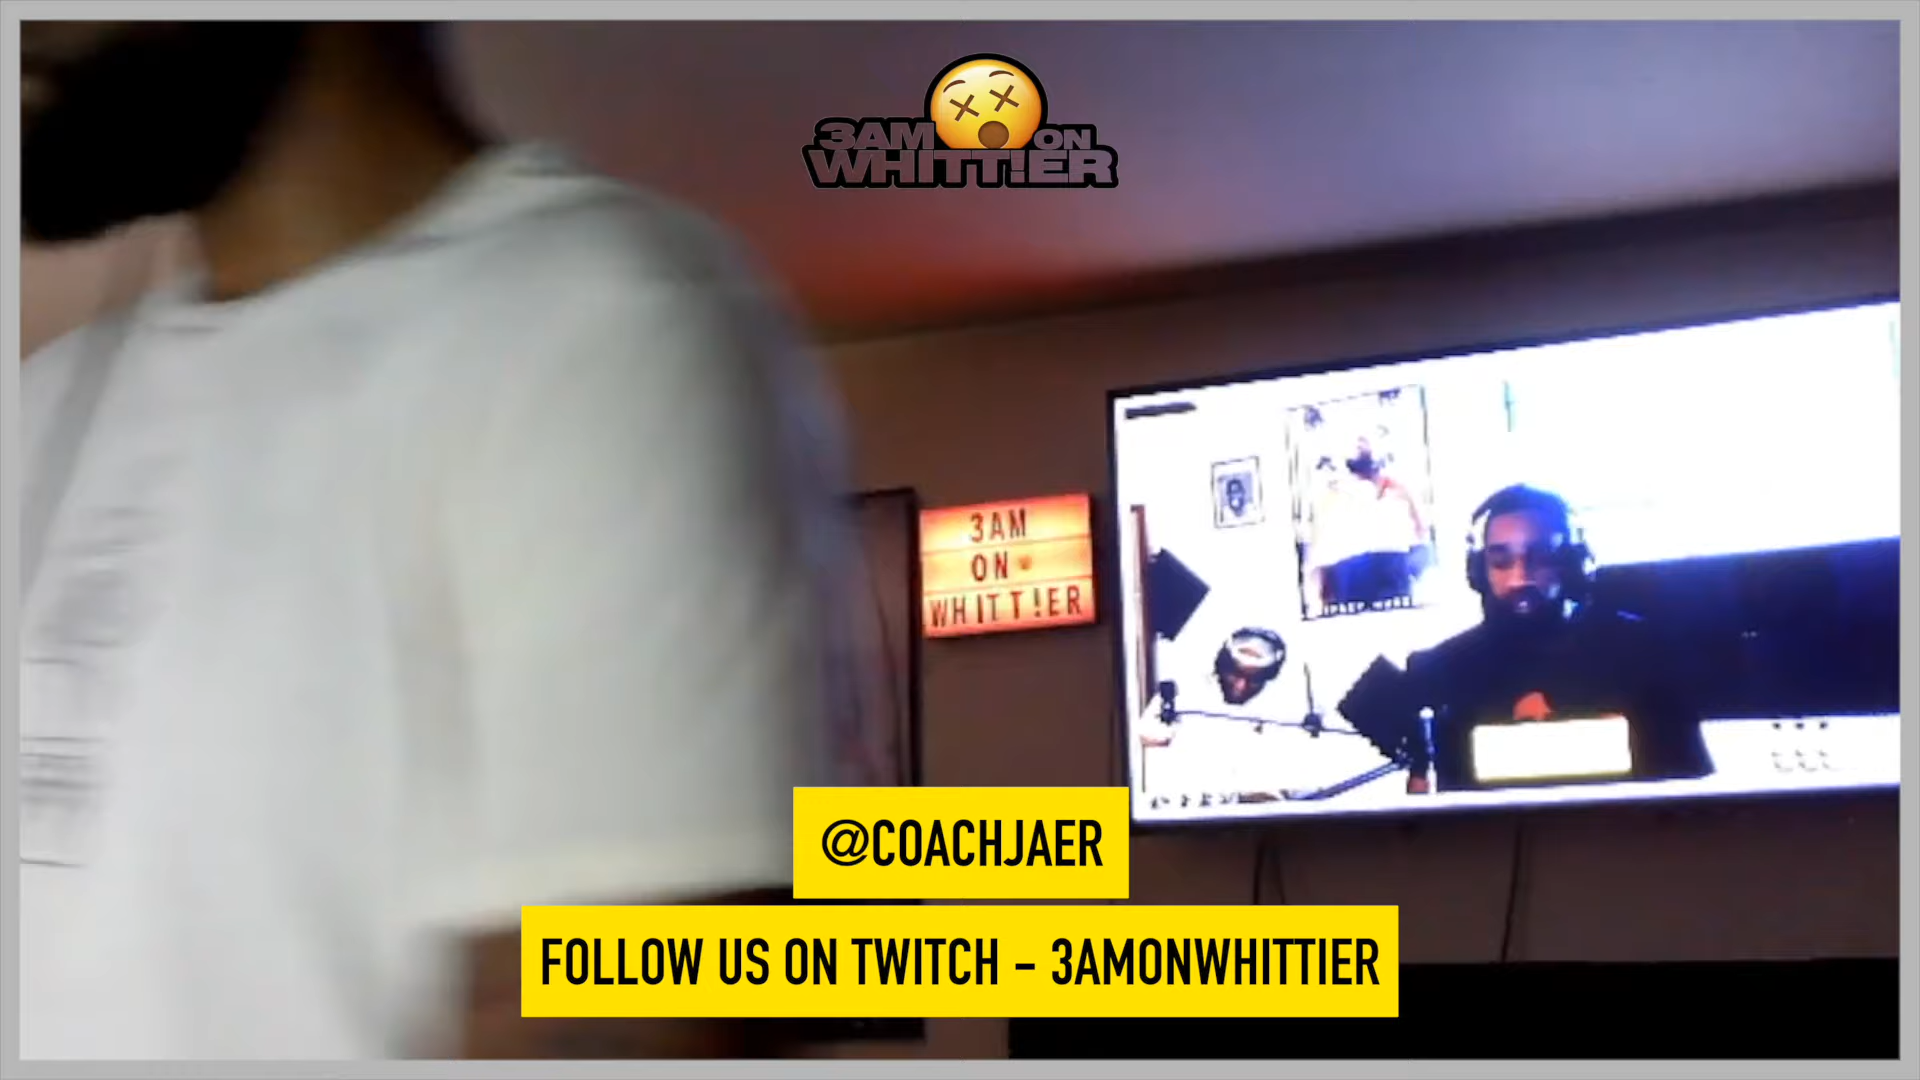 3AM ON
WHITT!ER
3AM
ON
WHITT!ER
@COACHJAER
FOLLOW US ON TWITCH - 3AMONWHITTIER